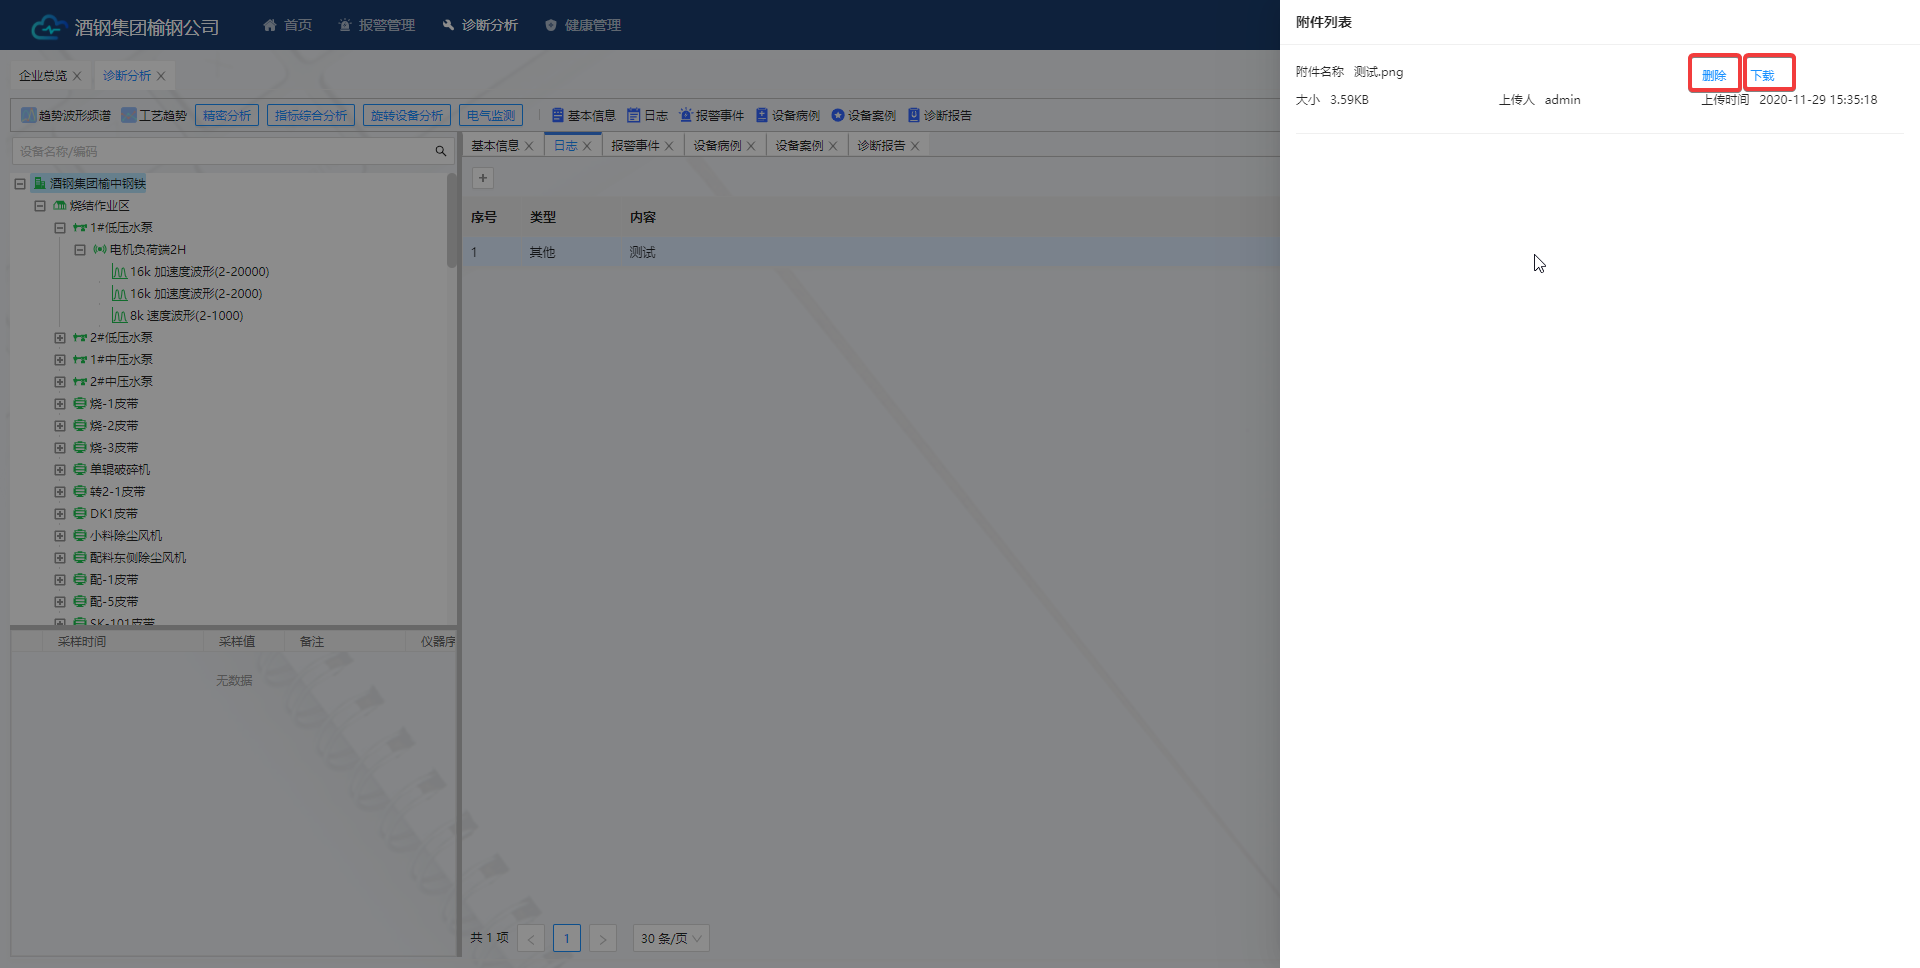 酒钢集团榆钢公司 首页 报警管理 诊断分析 健康管理
企业总览 诊断分析
趋势波形频谱 工艺趋势 精密分析 指标综合分析 旋转设备分析 电气监测 基本信息 日志 报警事件 设备病例 设备案例 诊断报告
设备名称/编码
基本信息 日志 报警事件 设备病例 设备案例 诊断报告
酒钢集团榆中钢铁
烧结作业区
1#低压水泵
电机负荷端2H
16k 加速度波形(2-20000)
16k 加速度波形(2-2000)
8k 速度波形(2-1000)
2#低压水泵
1#中压水泵
2#中压水泵
烧-1皮带
烧-2皮带
烧-3皮带
单辊破碎机
转2-1皮带
DK1皮带
小料除尘风机
配料东侧除尘风机
配-1皮带
配-5皮带
SK-101皮带
采样时间 采样值 备注 仪器序
无数据
+
序号 类型 内容
1 其他 测试
共 1 项 < 1 > 30 条/页
附件列表
附件名称 测试.png 删除 下载
大小 3.59KB 上传人 admin 上传时间 2020-11-29 15:35:18